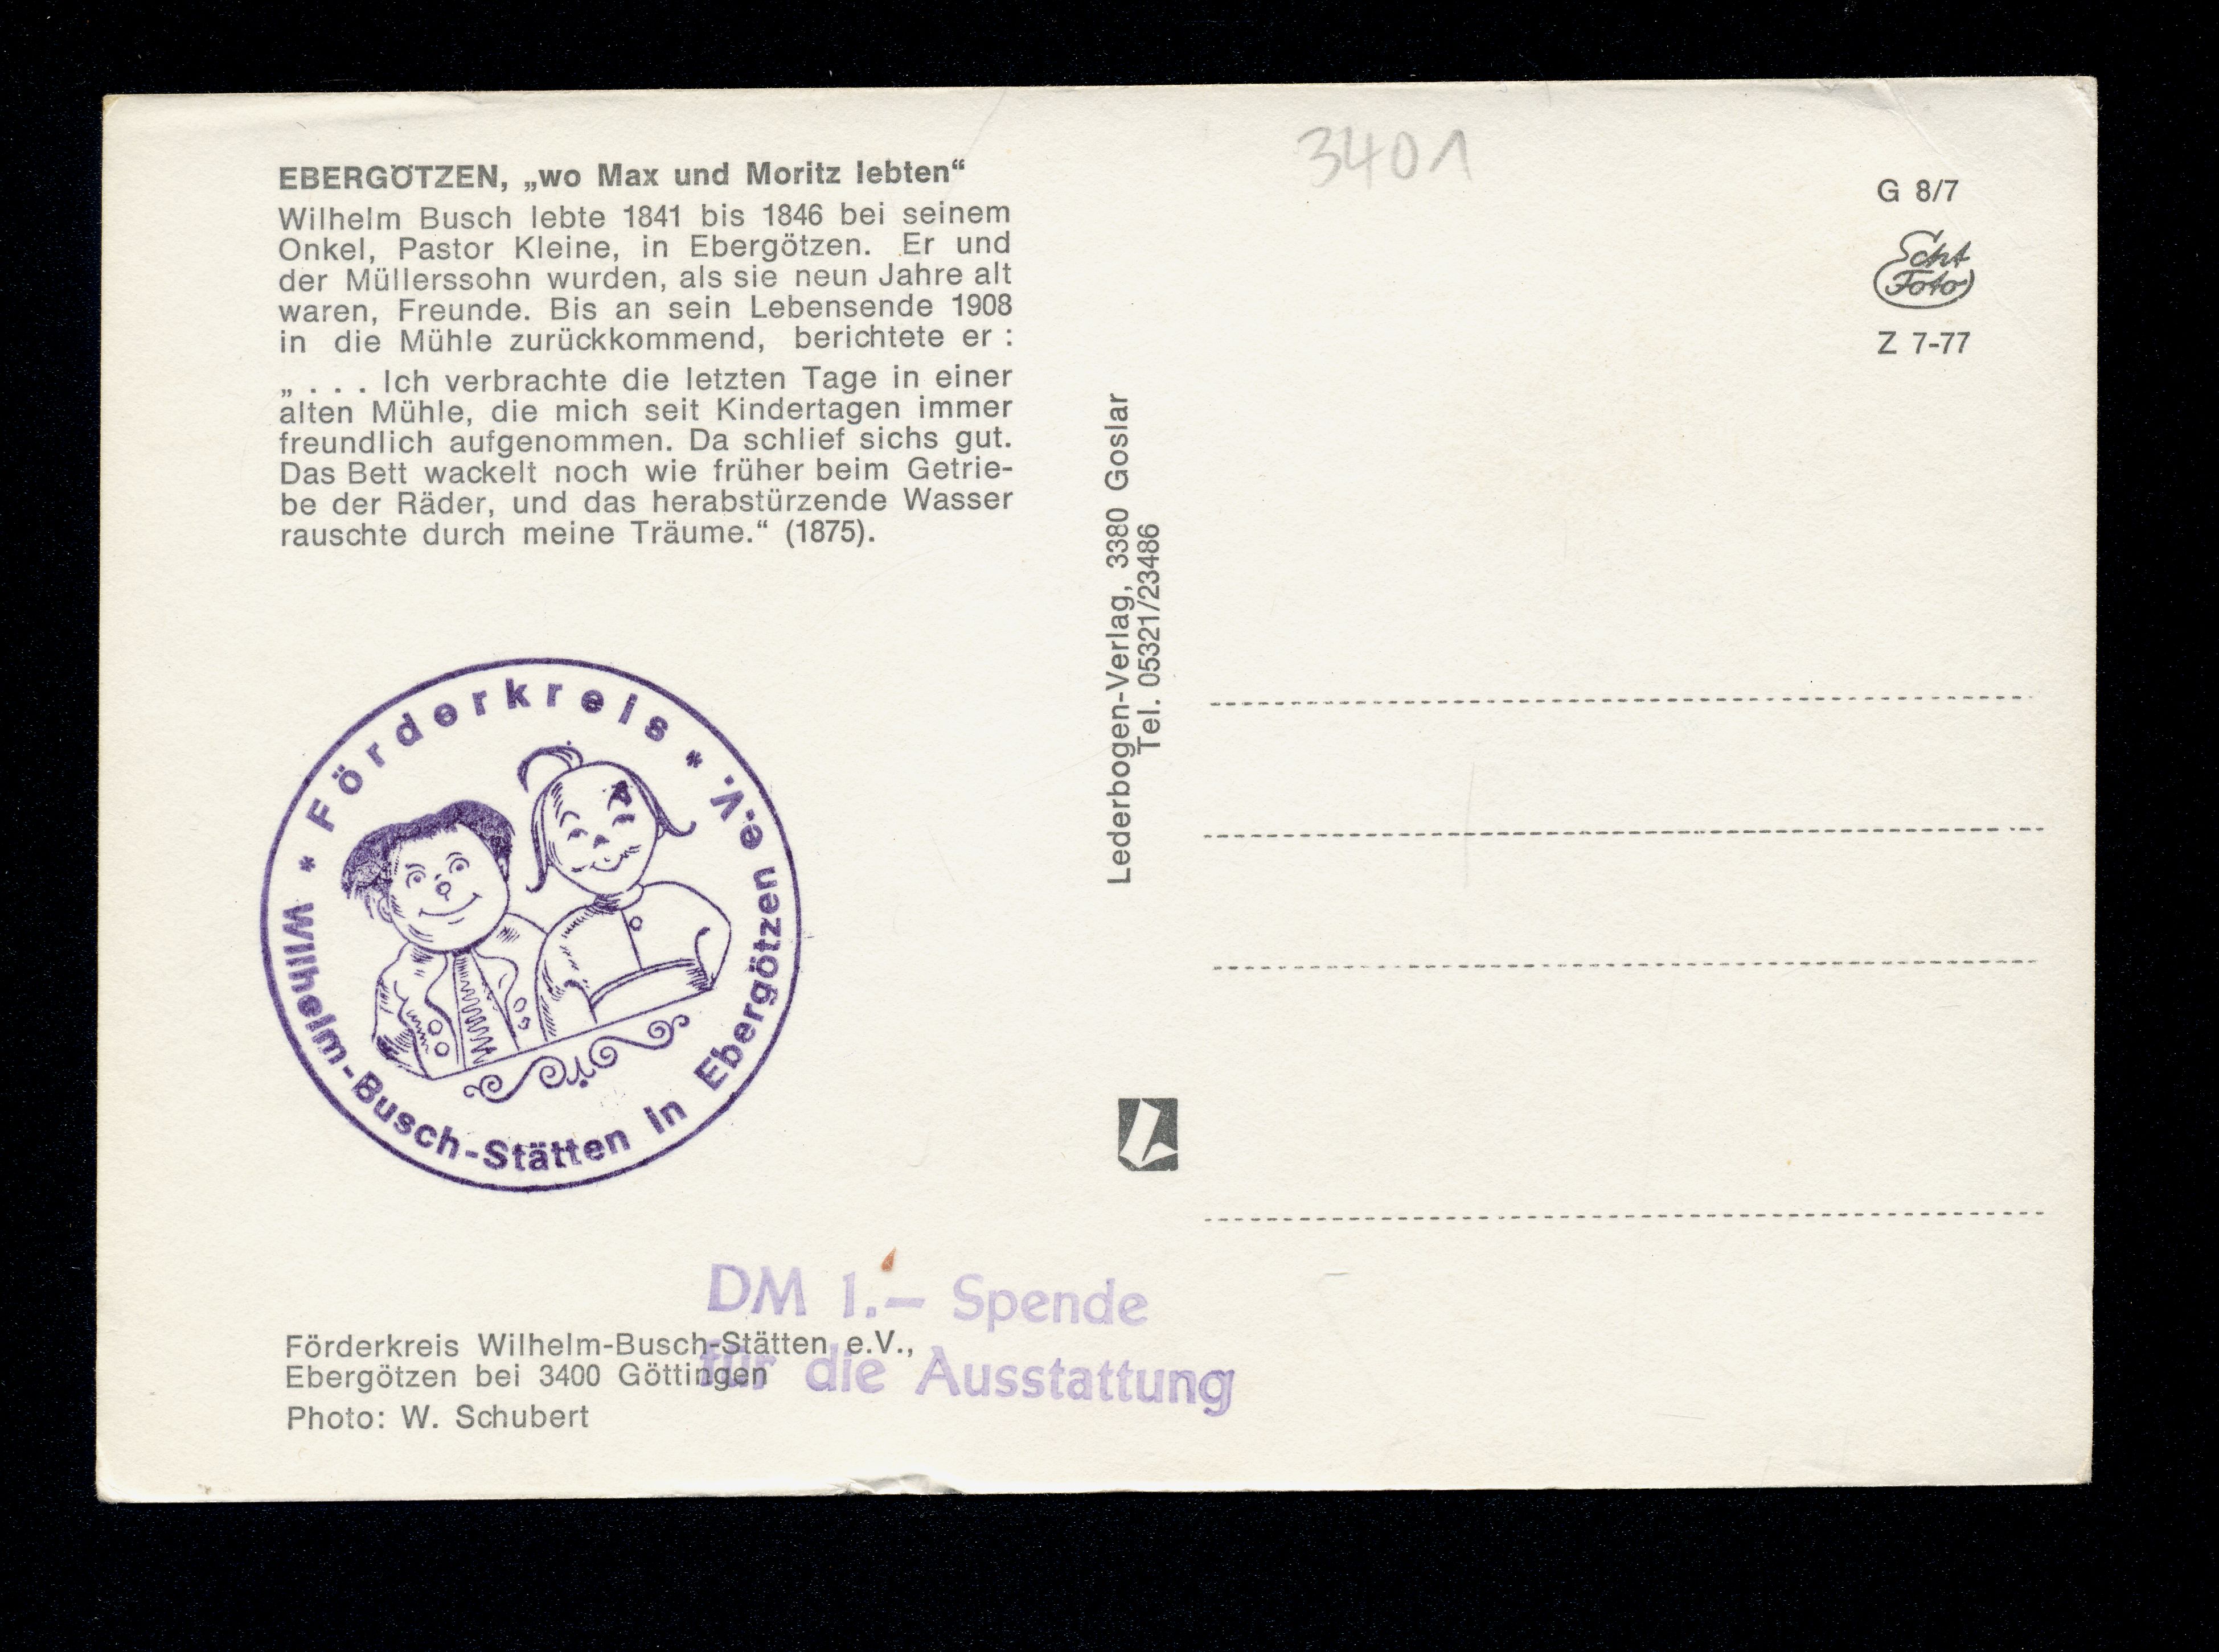 EBERGÖTZEN, „wo Max und Moritz lebten“
Wilhelm Busch lebte 1841 bis 1846 bei seinem
Onkel, Pastor Kleine, in Ebergötzen. Er und
der Müllerssohn wurden, als sie neun Jahre alt
waren, Freunde. Bis an sein Lebensende 1908
in die Mühle zurückkommend, berichtete er :
„ . . . Ich verbrachte die letzten Tage in einer
alten Mühle, die mich seit Kindertagen immer
freundlich aufgenommen. Da schlief sichs gut.
Das Bett wackelt noch wie früher beim Getrie-
be der Räder, und das herabstürzende Wasser
rauschte durch meine Träume.“ (1875).
* Förderkreis *
Wilhelm-Busch-Stätten in Ebergötzen e.V.
DM 1.— Spende
für die Ausstattung
Förderkreis Wilhelm-Busch-Stätten e.V.,
Ebergötzen bei 3400 Göttingen
Photo: W. Schubert
Lederbogen-Verlag, 3380 Goslar
Tel. 05321/23486
3401
G 8/7
Echt
Foto
Z 7-77